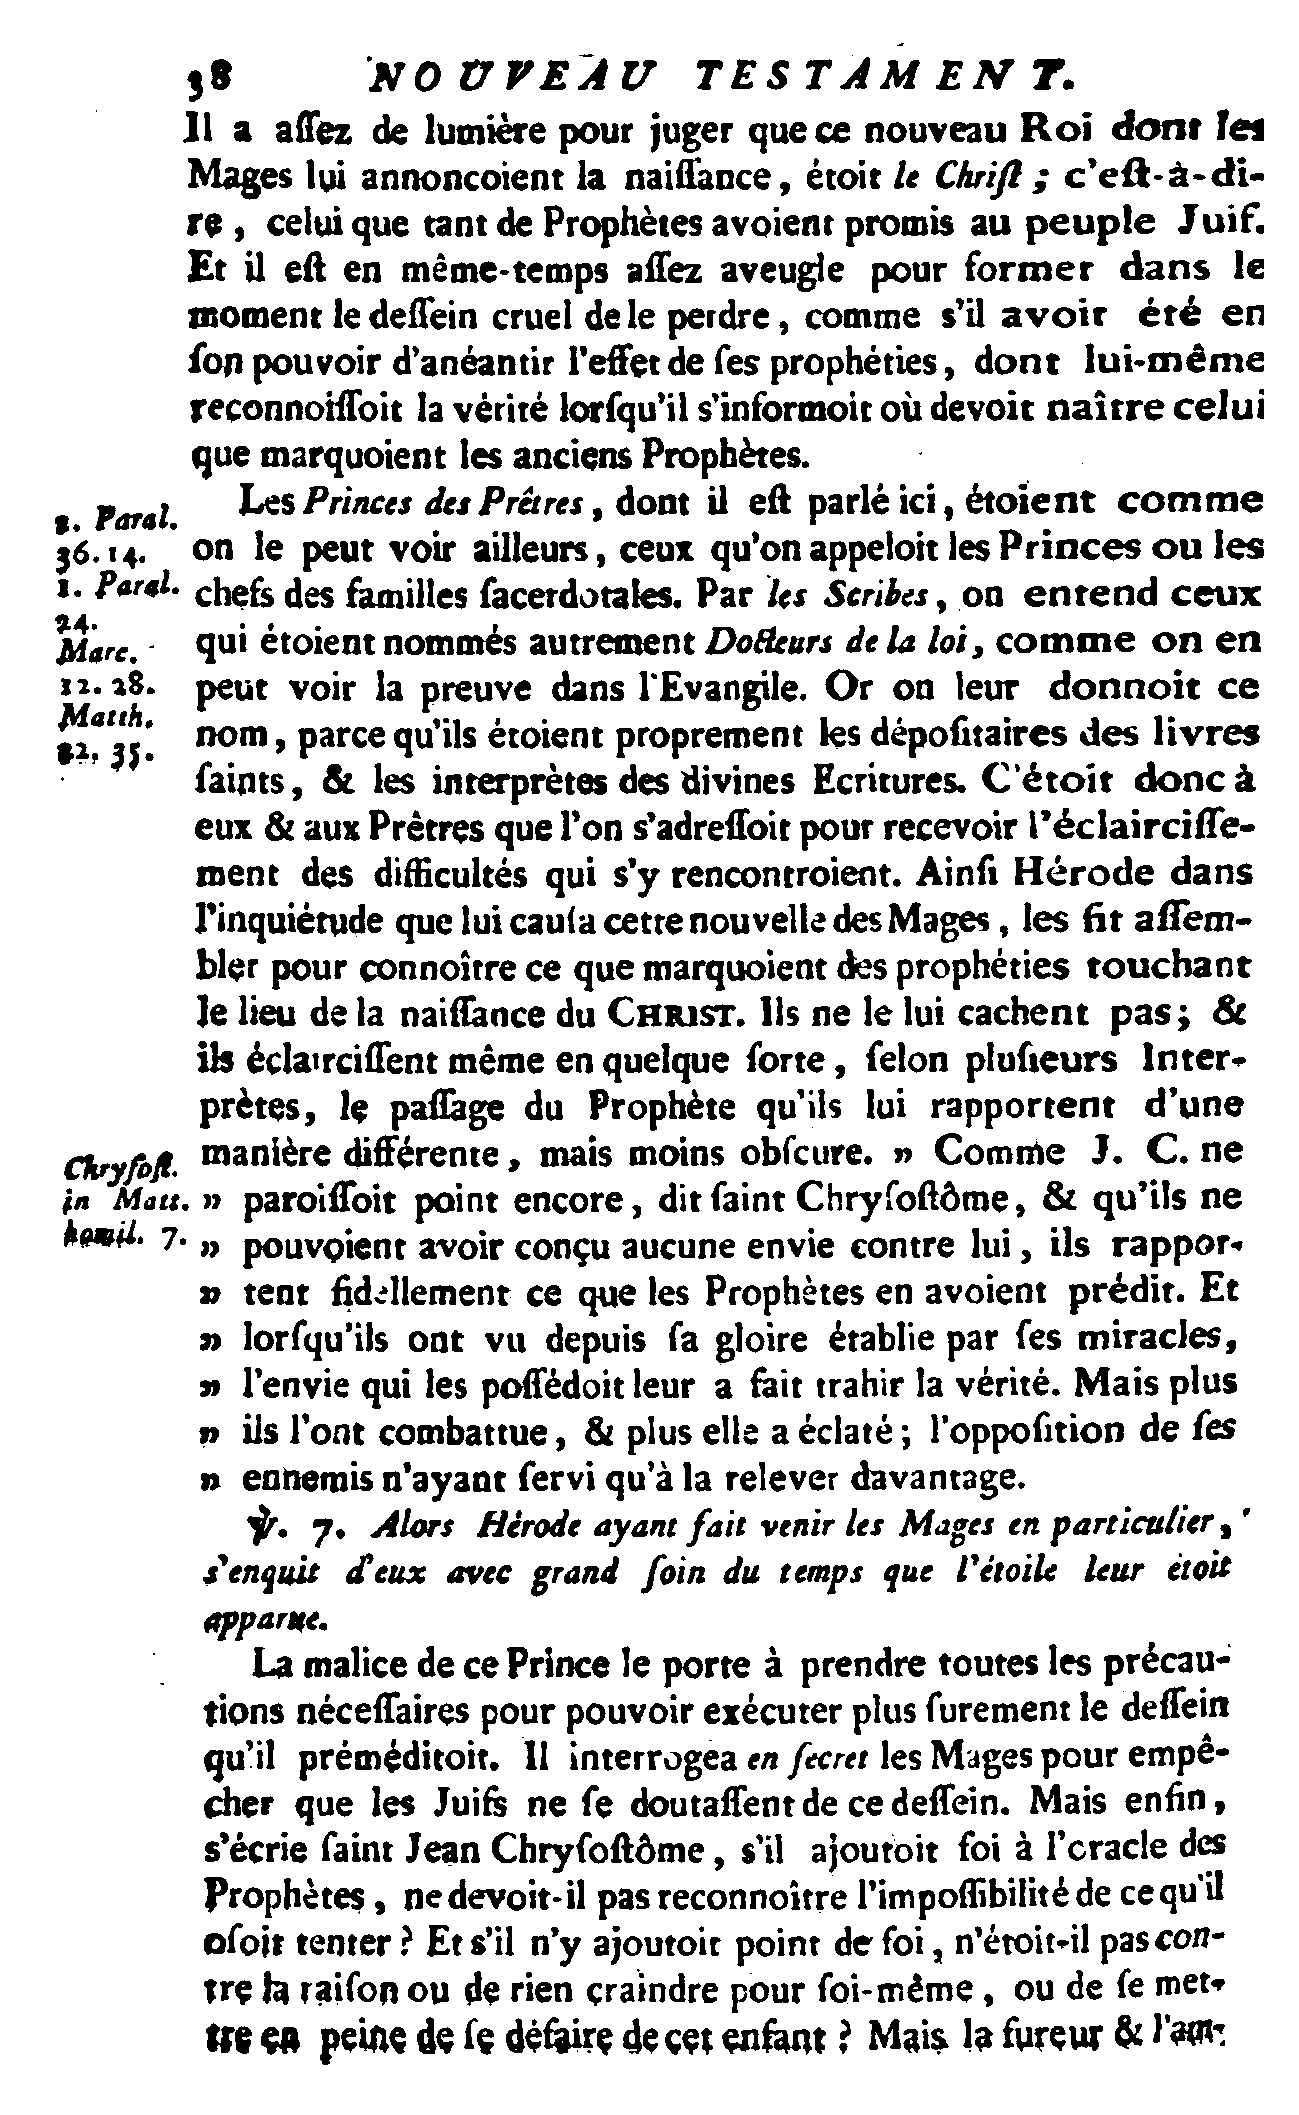 38 NOUVEAU TESTAMENT.
Il a aſſez de lumière pour juger que ce nouveau Roi dont les
Mages lui annoncoient la naiſſance, étoit le Chriſt ; c'eſt-à-di-
re, celui que tant de Prophètes avoient promis au peuple Juif.
Et il eſt en même-temps aſſez aveugle pour former dans le
moment le deſſein cruel de le perdre, comme s'il avoir été en
ſon pouvoir d'anéantir l'effet de ſes prophéties, dont lui-même
reconnoiſſoit la vérité lorſqu'il s'informoit où devoit naître celui
que marquoient les anciens Prophètes.
Les Princes des Prêtres, dont il eſt parlé ici, étoient comme
on le peut voir ailleurs, ceux qu'on appeloit les Princes ou les
chefs des familles ſacerdotales. Par les Scribes, on entend ceux
qui étoient nommés autrement Docteurs de la loi, comme on en
peut voir la preuve dans l'Evangile. Or on leur donnoit ce
nom, parce qu'ils étoient proprement les dépoſitaires des livres
ſaints, & les interprètes des divines Ecritures. C'étoit donc à
eux & aux Prêtres que l'on s'adreſſoit pour recevoir l'éclairciſſe-
ment des difficultés qui s'y rencontroient. Ainſi Hérode dans
l'inquiétude que lui cauſa cette nouvelle des Mages, les fit aſſem-
bler pour connoître ce que marquoient des prophéties touchant
le lieu de la naiſſance du CHRIST. Ils ne le lui cachent pas; &
ils éclairciſſent même en quelque ſorte, ſelon pluſieurs Inter-
prètes, le paſſage du Prophète qu'ils lui rapportent d'une
manière différente, mais moins obſcure. » Comme J. C. ne
» paroiſſoit point encore, dit ſaint Chryſoſtôme, & qu'ils ne
» pouvoient avoir conçu aucune envie contre lui, ils rappor-
» tent fidellement ce que les Prophètes en avoient prédit. Et
» lorſqu'ils ont vu depuis ſa gloire établie par ſes miracles,
» l'envie qui les poſſédoit leur a fait trahir la vérité. Mais plus
» ils l'ont combattue, & plus elle a éclaté; l'oppoſition de ſes
» ennemis n'ayant ſervi qu'à la relever davantage.
℣. 7. Alors Hérode ayant fait venir les Mages en particulier,
s'enquit d'eux avec grand ſoin du temps que l'étoile leur étoit
apparue.
La malice de ce Prince le porte à prendre toutes les précau-
tions néceſſaires pour pouvoir exécuter plus ſurement le deſſein
qu'il préméditoit. Il interrogea en ſecret les Mages pour empê-
cher que les Juifs ne ſe doutaſſent de ce deſſein. Mais enfin,
s'écrie ſaint Jean Chryſoſtôme, s'il ajoutoit foi à l'oracle des
Prophètes, ne devoit-il pas reconnoître l'impoſſibilité de ce qu'il
oſoit tenter ? Et s'il n'y ajoutoit point de foi, n'étoit-il pas con-
tre la raiſon ou de rien craindre pour ſoi-même, ou de ſe met-
tre en peine de ſe défaire de cet enfant ? Mais la fureur & l'am-
2. Paral.
36. 14.
1. Paral.
24.
Marc.
12. 28.
Matth.
22. 35.
Chryſoſt.
in Matt.
homil. 7.